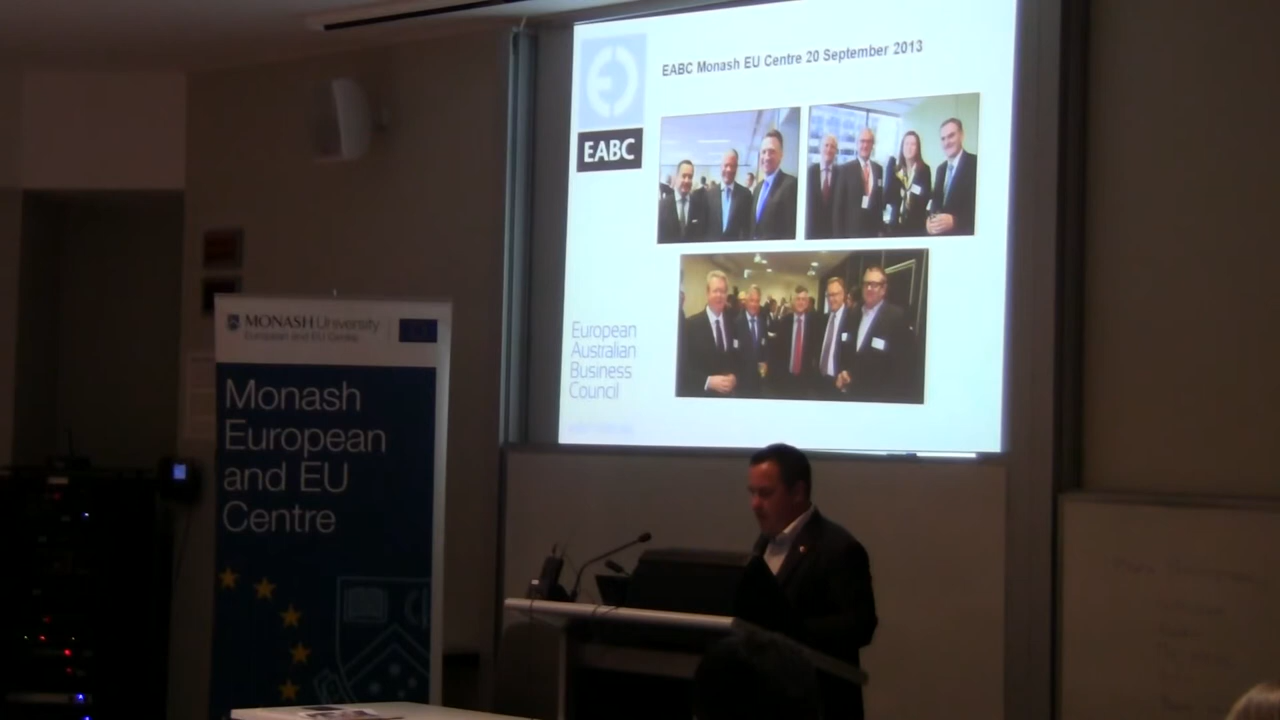 EABC Monash EU Centre 20 September 2013
EABC
European
Australian
Business
Council
MONASH University
European and EU Centre
Monash
European
and EU
Centre